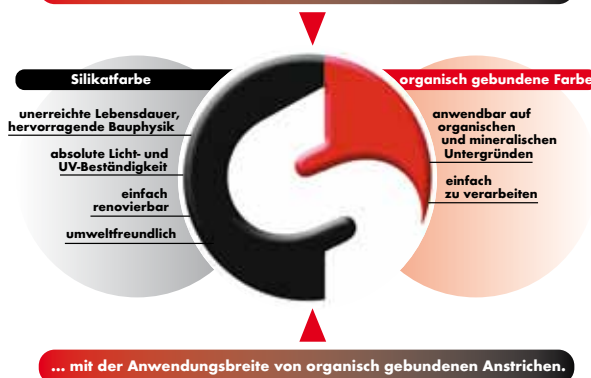 Silikatfarbe
unerreichte Lebensdauer,
hervorragende Bauphysik
absolute Licht- und
UV-Beständigkeit
einfach
renovierbar
umweltfreundlich
organisch gebundene Farbe
anwendbar auf
organischen
und mineralischen
Untergründen
einfach
zu verarbeiten
... mit der Anwendungsbreite von organisch gebundenen Anstrichen.